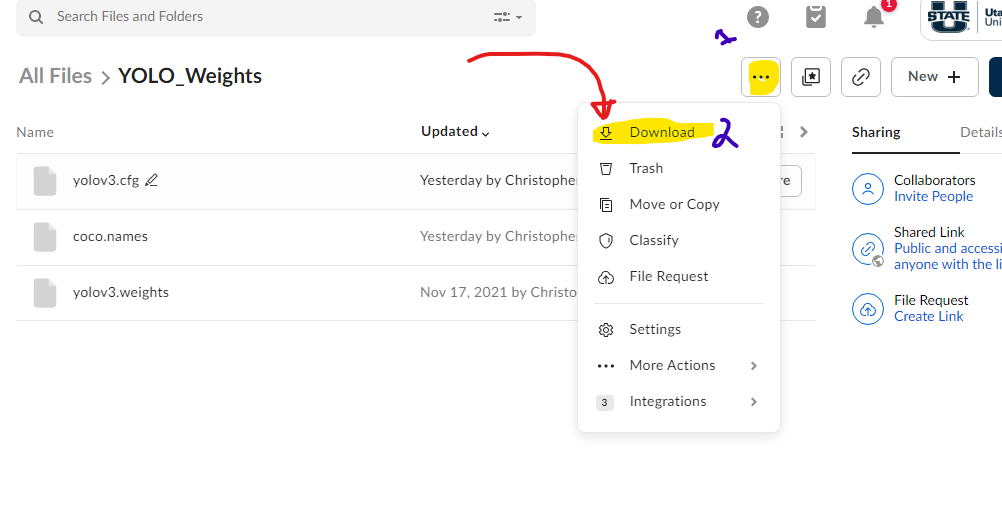 Search Files and Folders
1
STATE
Uta
Uni
All Files > YOLO_Weights
New +
Name
Updated
Download
2
Sharing
Details
yolov3.cfg
Yesterday by Christopher
re
Trash
Collaborators
Invite People
Move or Copy
coco.names
Yesterday by Christophe
Classify
Shared Link
Public and accessi
anyone with the li
File Request
yolov3.weights
Nov 17, 2021 by Christo
File Request
Create Link
Settings
More Actions
3
Integrations